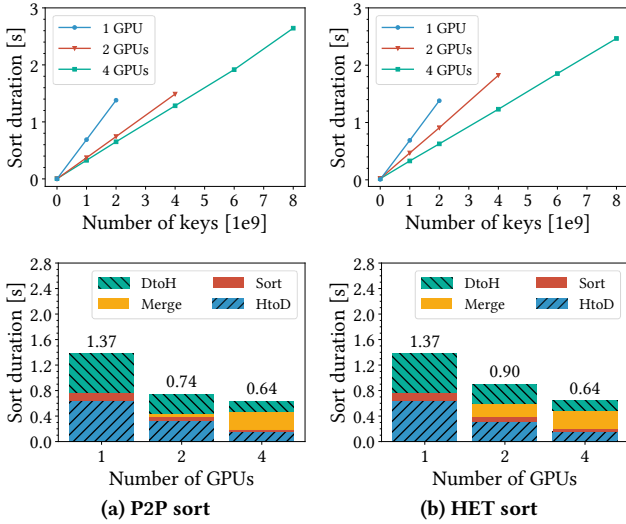 3
2
1
0
Sort duration [s]
1 GPU
2 GPUs
4 GPUs
0 1 2 3 4 5 6 7 8
Number of keys [1e9]
3
2
1
0
Sort duration [s]
1 GPU
2 GPUs
4 GPUs
0 1 2 3 4 5 6 7 8
Number of keys [1e9]
2.8
2.4
2.0
1.6
1.2
0.8
0.4
0.0
Sort duration [s]
DtoH Sort
Merge HtoD
1.37
0.74
0.64
1 2 4
Number of GPUs
(a) P2P sort
2.8
2.4
2.0
1.6
1.2
0.8
0.4
0.0
Sort duration [s]
DtoH Sort
Merge HtoD
1.37
0.90
0.64
1 2 4
Number of GPUs
(b) HET sort